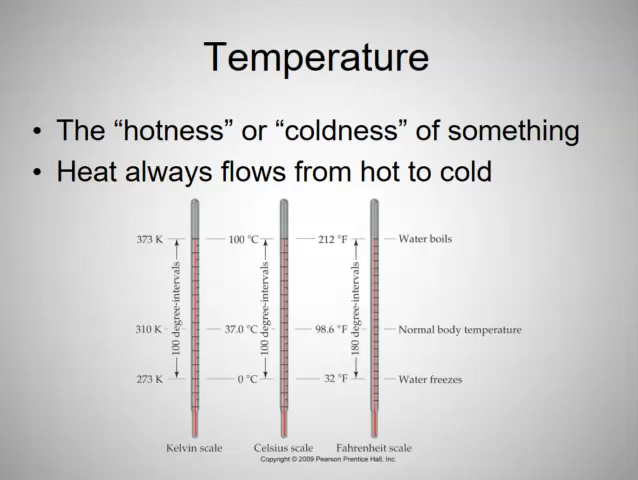 Temperature
• The “hotness” or “coldness” of something
• Heat always flows from hot to cold
373 K 100 °C 212 °F Water boils
100 degree-intervals 100 degree-intervals 180 degree-intervals
310 K 37.0 °C 98.6 °F Normal body temperature
273 K 0 °C 32 °F Water freezes
Kelvin scale Celsius scale Fahrenheit scale
Copyright © 2009 Pearson Prentice Hall, Inc.